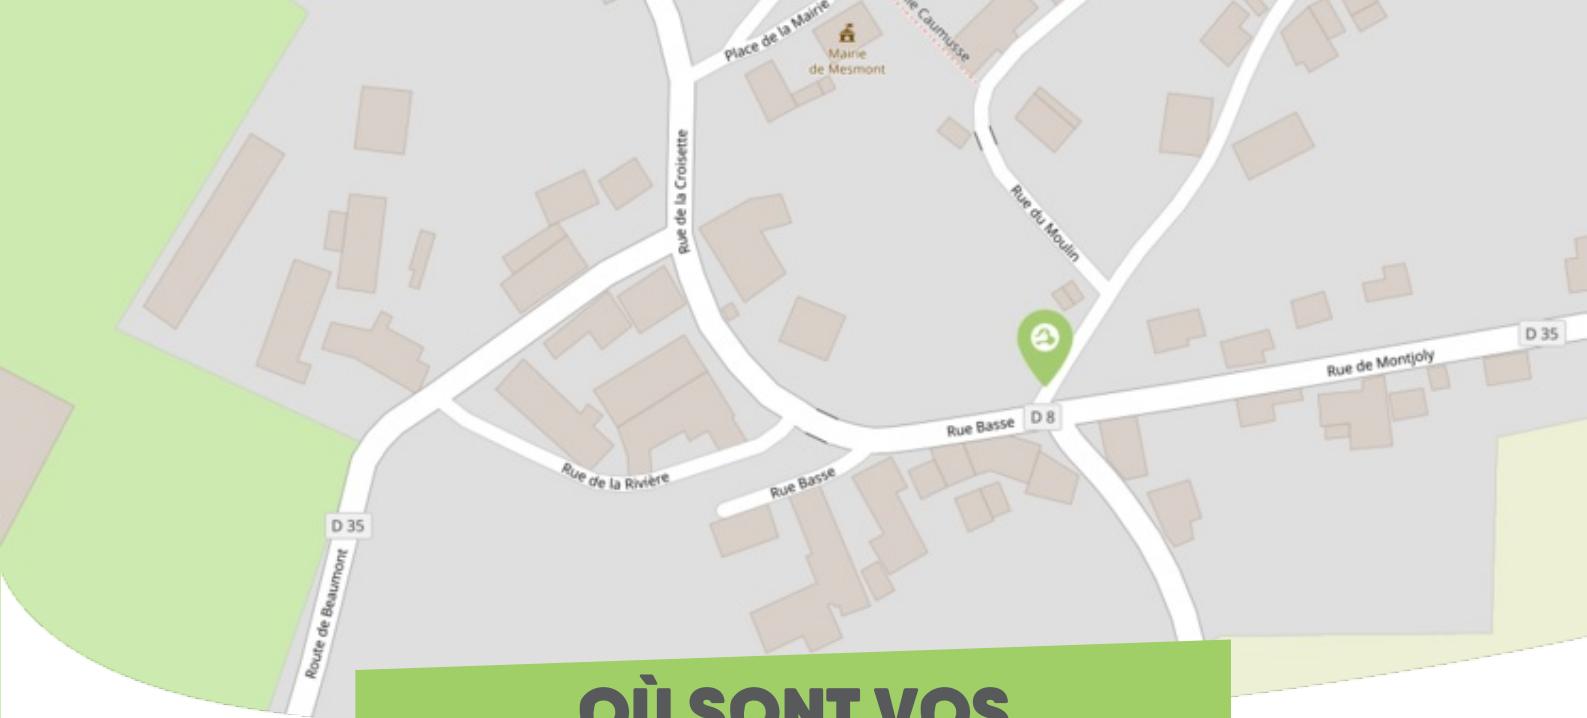 Place de la Mairie
Mairie
de Mesmont
Caumusse
Rue de la Croisette
Rue du Moulin
D 35
Rue de Montjoly
D 8
Rue Basse
Rue de la Rivière
Rue Basse
D 35
Route de Beaumont
OÙ SONT VOS